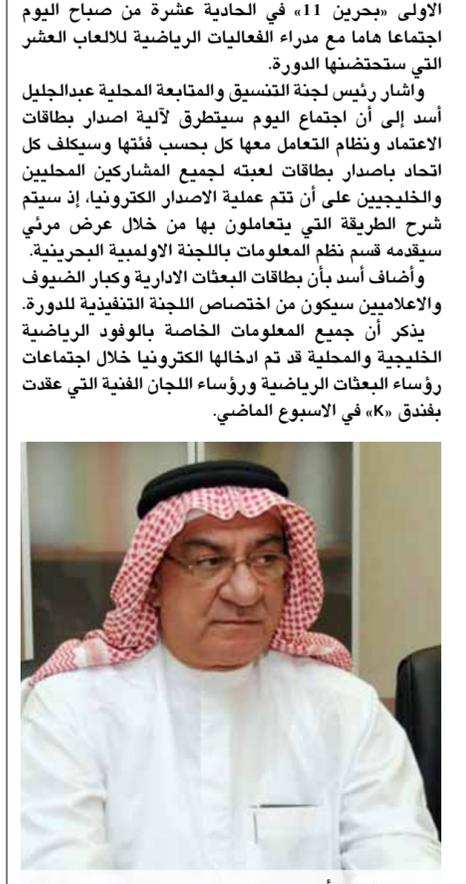 الاولى «بحرين 11» في الحادية عشرة من صباح اليوم
اجتماعا هاما مع مدراء الفعاليات الرياضية للالعاب العشر
التي ستحتضنها الدورة.
واشار رئيس لجنة التنسيق والمتابعة المحلية عبدالجليل
أسد إلى أن اجتماع اليوم سيتطرق لآلية اصدار بطاقات
الاعتماد ونظام التعامل معها كل بحسب فئتها وسيكلف كل
اتحاد باصدار بطاقات لعبته لجميع المشاركين المحليين
والخليجيين على أن تتم عملية الاصدار الكترونيا، إذ سيتم
شرح الطريقة التي يتعاملون بها من خلال عرض مرئي
سيقدمه قسم نظم المعلومات باللجنة الاولمبية البحرينية.
وأضاف أسد بأن بطاقات البعثات الادارية وكبار الضيوف
والاعلاميين سيكون من اختصاص اللجنة التنفيذية للدورة.
يذكر أن جميع المعلومات الخاصة بالوفود الرياضية
الخليجية والمحلية قد تم ادخالها الكترونيا خلال اجتماعات
رؤساء البعثات الرياضية ورؤساء اللجان الفنية التي عقدت
بفندق «K» في الاسبوع الماضي.